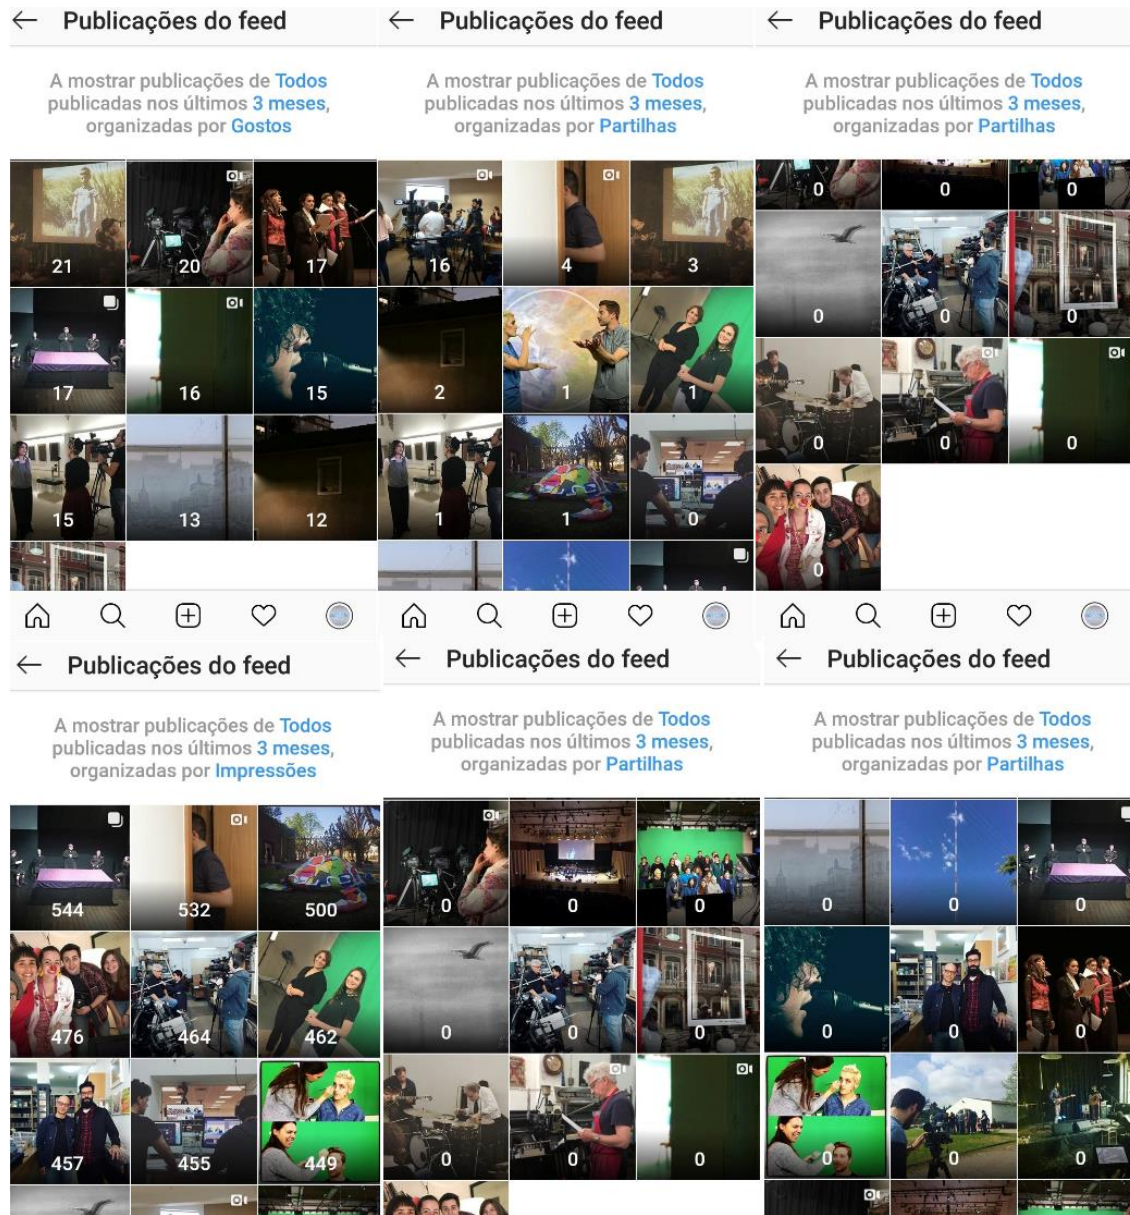 ← Publicações do feed
A mostrar publicações de Todos
publicadas nos últimos 3 meses,
organizadas por Gostos
21 20 17
17 16 15
15 13 12
← Publicações do feed
A mostrar publicações de Todos
publicadas nos últimos 3 meses,
organizadas por Partilhas
16 4 3
2 1 1
1 1 0
← Publicações do feed
A mostrar publicações de Todos
publicadas nos últimos 3 meses,
organizadas por Partilhas
0 0 0
0 0 0
0 0 0
0
← Publicações do feed
A mostrar publicações de Todos
publicadas nos últimos 3 meses,
organizadas por Impressões
544 532 500
476 464 462
457 455 449
← Publicações do feed
A mostrar publicações de Todos
publicadas nos últimos 3 meses,
organizadas por Partilhas
0 0 0
0 0 0
0 0 0
← Publicações do feed
A mostrar publicações de Todos
publicadas nos últimos 3 meses,
organizadas por Partilhas
0 0 0
0 0 0
0 0 0